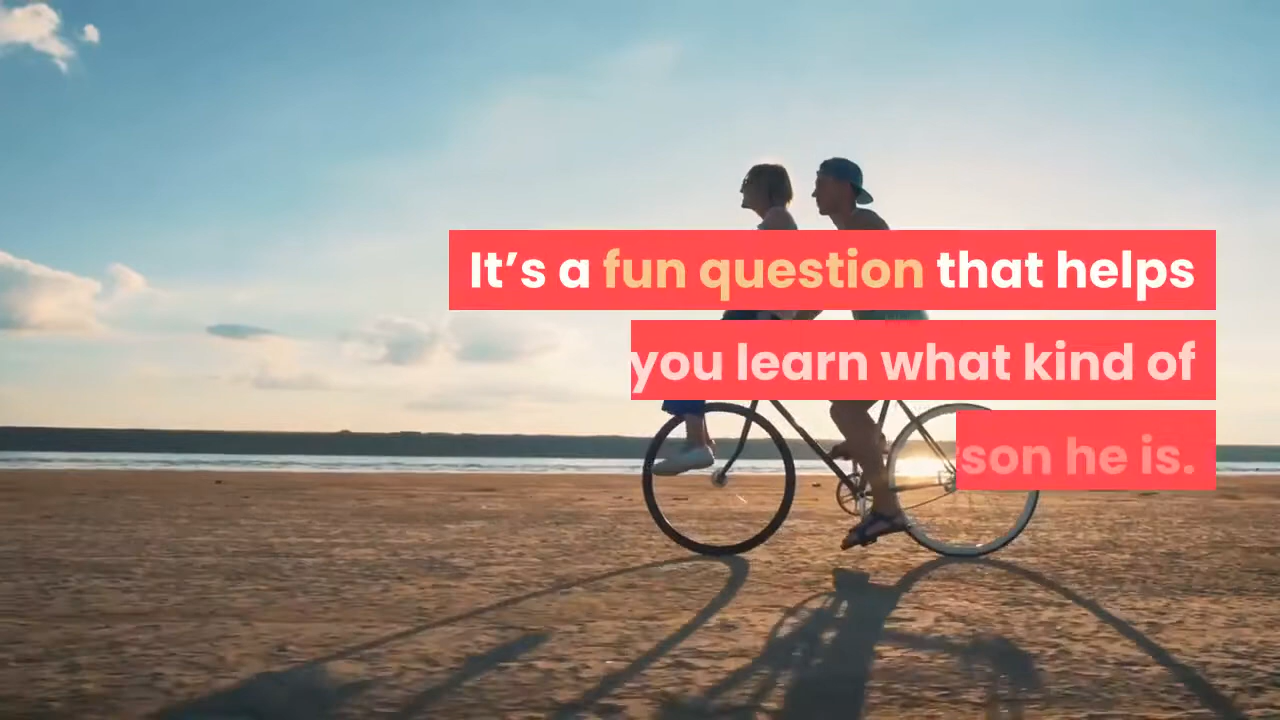 It’s a fun question that helps
you learn what kind of
son he is.